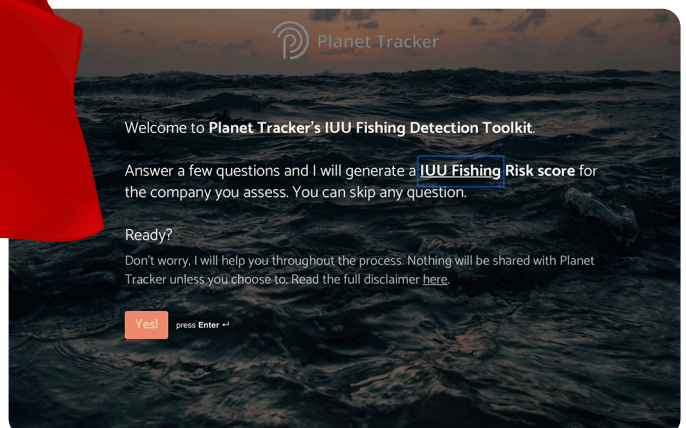 Planet Tracker
Welcome to Planet Tracker's IUU Fishing Detection Toolkit.
Answer a few questions and I will generate a IUU Fishing Risk score for
the company you assess. You can skip any question.
Ready?
Don't worry, I will help you throughout the process. Nothing will be shared with Planet
Tracker unless you choose to. Read the full disclaimer here.
Yes! press Enter ↵